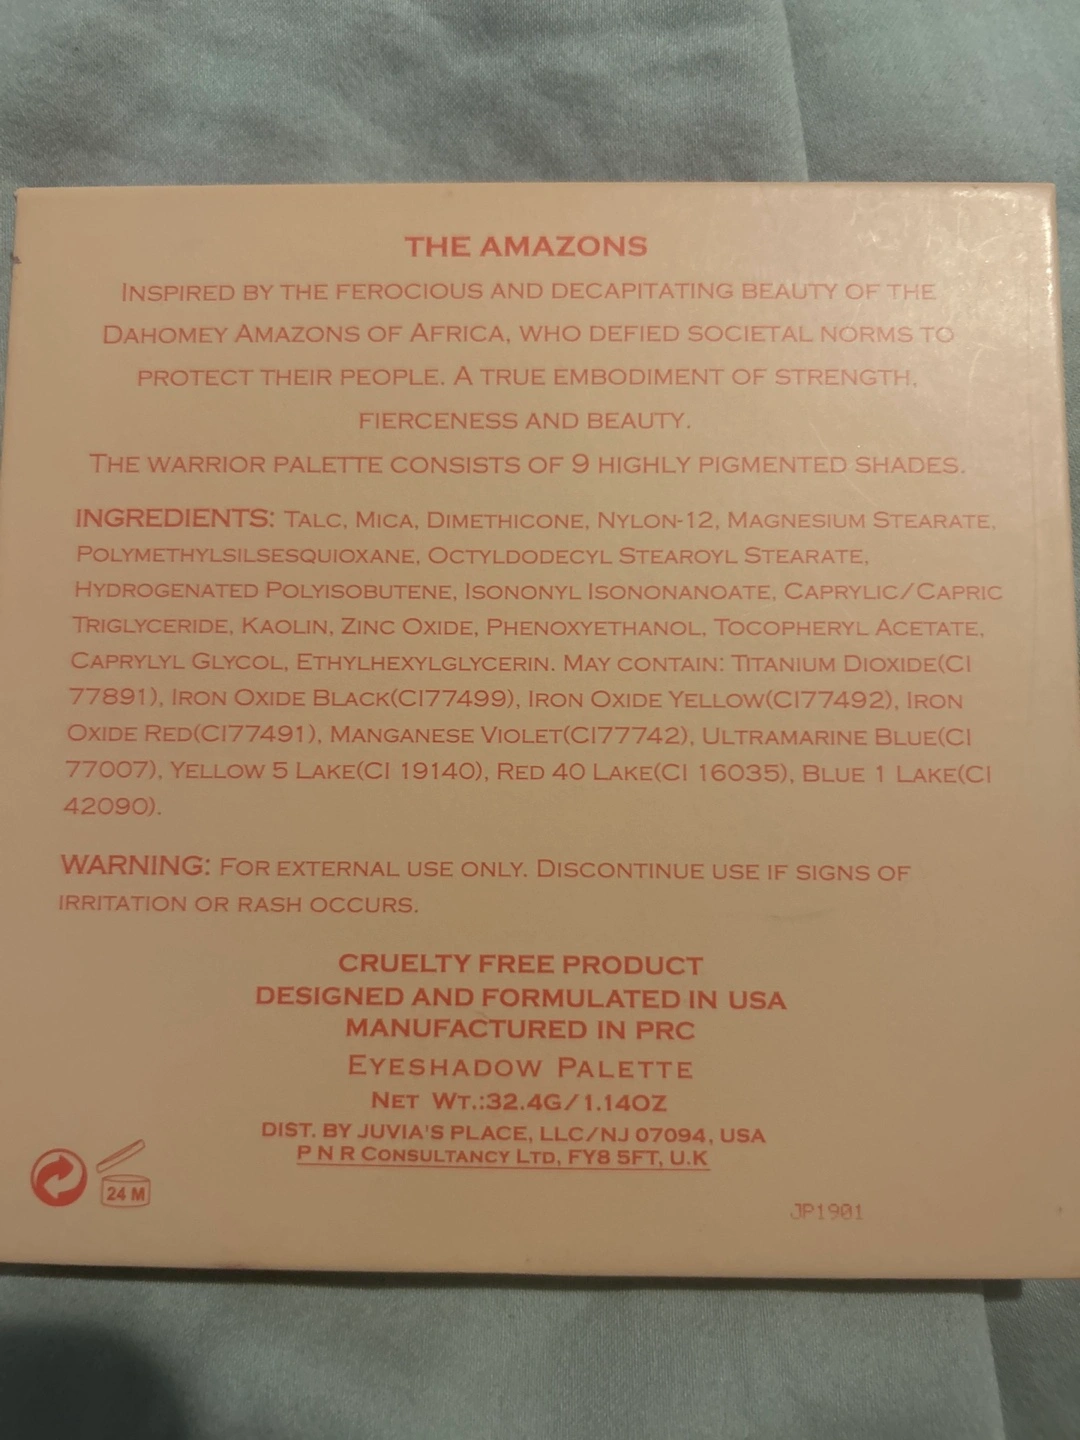 THE AMAZONS
INSPIRED BY THE FEROCIOUS AND DECAPITATING BEAUTY OF THE
DAHOMEY AMAZONS OF AFRICA, WHO DEFIED SOCIETAL NORMS TO
PROTECT THEIR PEOPLE. A TRUE EMBODIMENT OF STRENGTH,
FIERCENESS AND BEAUTY.
THE WARRIOR PALETTE CONSISTS OF 9 HIGHLY PIGMENTED SHADES.
INGREDIENTS: TALC, MICA, DIMETHICONE, NYLON-12, MAGNESIUM STEARATE,
POLYMETHYLSILSESQUIOXANE, OCTYLDODECYL STEAROYL STEARATE,
HYDROGENATED POLYISOBUTENE, ISONONYL ISONONANOATE, CAPRYLIC/CAPRIC
TRIGLYCERIDE, KAOLIN, ZINC OXIDE, PHENOXYETHANOL, TOCOPHERYL ACETATE,
CAPRYLYL GLYCOL, ETHYLHEXYLGLYCERIN. MAY CONTAIN: TITANIUM DIOXIDE(CI
77891), IRON OXIDE BLACK(CI77499), IRON OXIDE YELLOW(CI77492), IRON
OXIDE RED(CI77491), MANGANESE VIOLET(CI77742), ULTRAMARINE BLUE(CI
77007), YELLOW 5 LAKE(CI 19140), RED 40 LAKE(CI 16035), BLUE 1 LAKE(CI
42090).
WARNING: FOR EXTERNAL USE ONLY. DISCONTINUE USE IF SIGNS OF
IRRITATION OR RASH OCCURS.
CRUELTY FREE PRODUCT
DESIGNED AND FORMULATED IN USA
MANUFACTURED IN PRC
EYESHADOW PALETTE
NET WT.:32.4G/1.14OZ
DIST. BY JUVIA'S PLACE, LLC/NJ 07094, USA
P N R CONSULTANCY LTD, FY8 5FT, U.K
24 M
JP1901